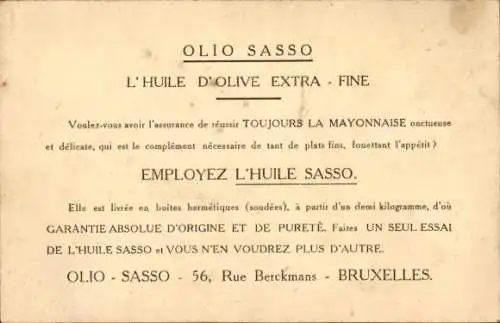 OLIO SASSO
L'HUILE D'OLIVE EXTRA - FINE
Voulez-vous avoir l'assurance de réussir TOUJOURS LA MAYONNAISE onctueuse
et délicate, qui est le complément nécessaire de tant de plats fins, fouettant l'appétit ?
EMPLOYEZ L'HUILE SASSO.
Elle est livrée en boîtes hermétiques (soudées), à partir d'un demi kilogramme, d'où
GARANTIE ABSOLUE D'ORIGINE ET DE PURETÉ. Faites UN SEUL ESSAI
DE L'HUILE SASSO et VOUS N'EN VOUDREZ PLUS D'AUTRE.
OLIO - SASSO - 56, Rue Berckmans - BRUXELLES.